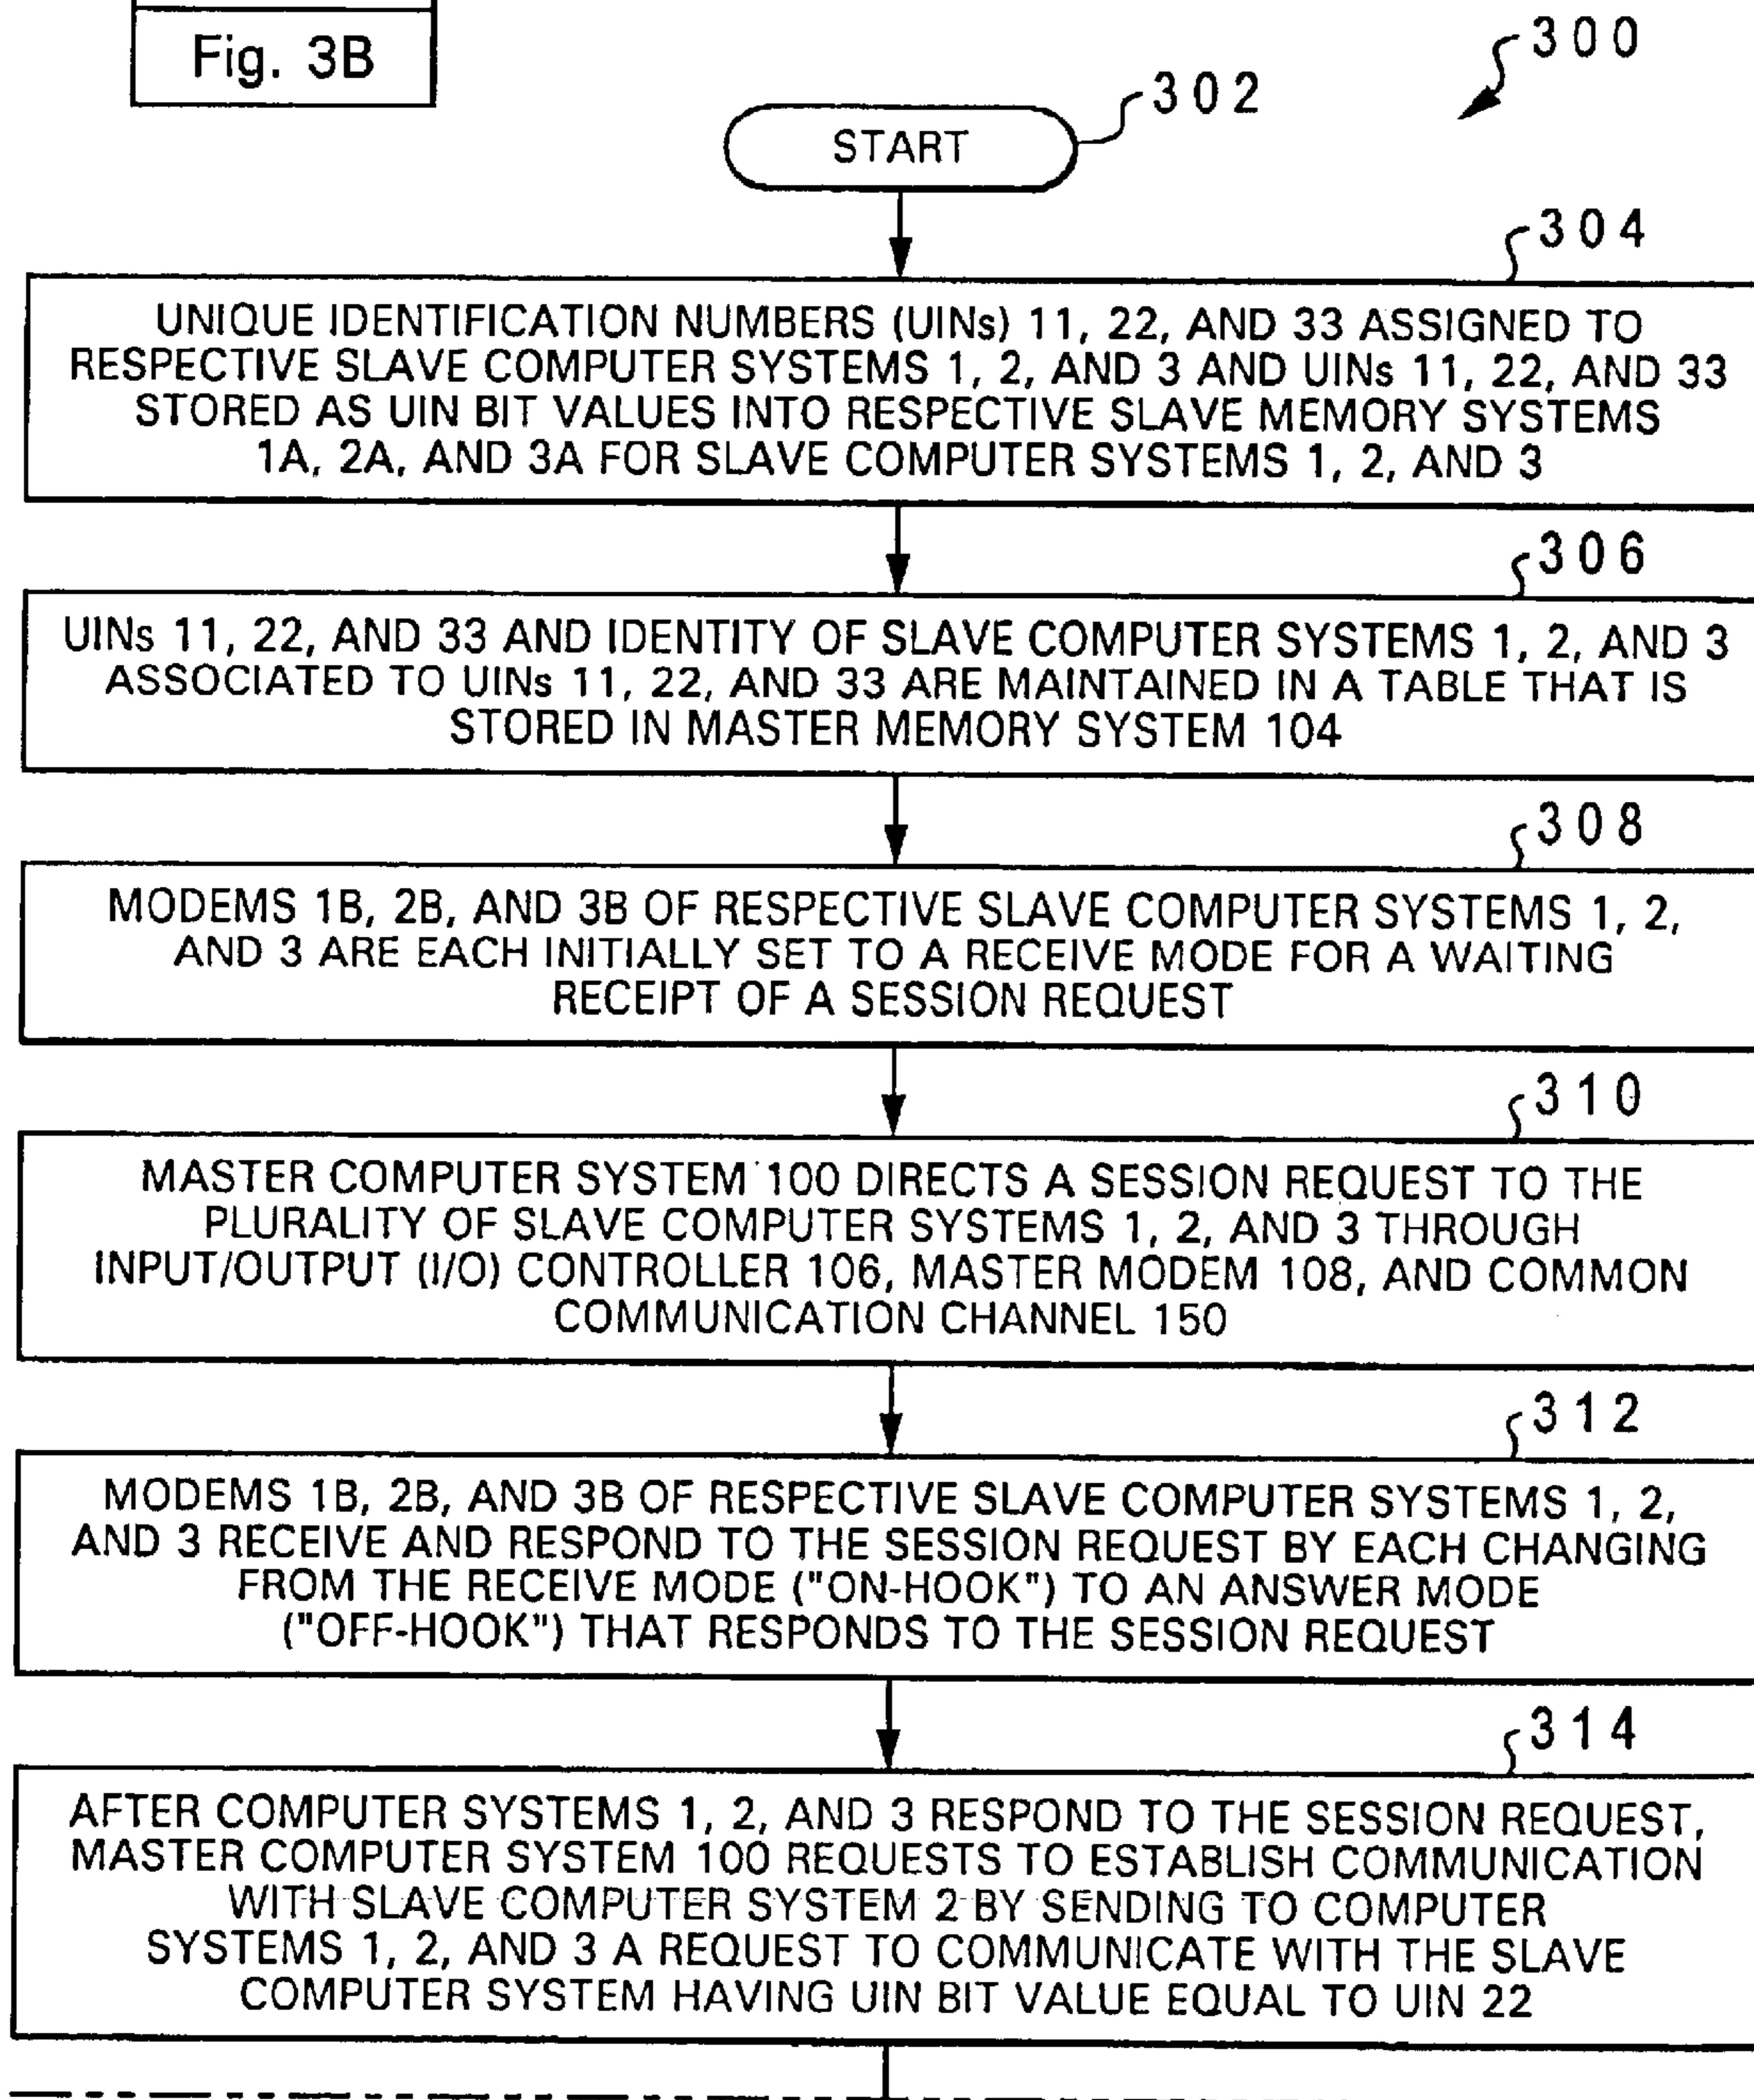 Fig. 3B
300
302
START
304
UNIQUE IDENTIFICATION NUMBERS (UINs) 11, 22, AND 33 ASSIGNED TO
RESPECTIVE SLAVE COMPUTER SYSTEMS 1, 2, AND 3 AND UINs 11, 22, AND 33
STORED AS UIN BIT VALUES INTO RESPECTIVE SLAVE MEMORY SYSTEMS
1A, 2A, AND 3A FOR SLAVE COMPUTER SYSTEMS 1, 2, AND 3
306
UINs 11, 22, AND 33 AND IDENTITY OF SLAVE COMPUTER SYSTEMS 1, 2, AND 3
ASSOCIATED TO UINs 11, 22, AND 33 ARE MAINTAINED IN A TABLE THAT IS
STORED IN MASTER MEMORY SYSTEM 104
308
MODEMS 1B, 2B, AND 3B OF RESPECTIVE SLAVE COMPUTER SYSTEMS 1, 2,
AND 3 ARE EACH INITIALLY SET TO A RECEIVE MODE FOR A WAITING
RECEIPT OF A SESSION REQUEST
310
MASTER COMPUTER SYSTEM 100 DIRECTS A SESSION REQUEST TO THE
PLURALITY OF SLAVE COMPUTER SYSTEMS 1, 2, AND 3 THROUGH
INPUT/OUTPUT (I/O) CONTROLLER 106, MASTER MODEM 108, AND COMMON
COMMUNICATION CHANNEL 150
312
MODEMS 1B, 2B, AND 3B OF RESPECTIVE SLAVE COMPUTER SYSTEMS 1, 2,
AND 3 RECEIVE AND RESPOND TO THE SESSION REQUEST BY EACH CHANGING
FROM THE RECEIVE MODE ("ON-HOOK") TO AN ANSWER MODE
("OFF-HOOK") THAT RESPONDS TO THE SESSION REQUEST
314
AFTER COMPUTER SYSTEMS 1, 2, AND 3 RESPOND TO THE SESSION REQUEST,
MASTER COMPUTER SYSTEM 100 REQUESTS TO ESTABLISH COMMUNICATION
WITH SLAVE COMPUTER SYSTEM 2 BY SENDING TO COMPUTER
SYSTEMS 1, 2, AND 3 A REQUEST TO COMMUNICATE WITH THE SLAVE
COMPUTER SYSTEM HAVING UIN BIT VALUE EQUAL TO UIN 22